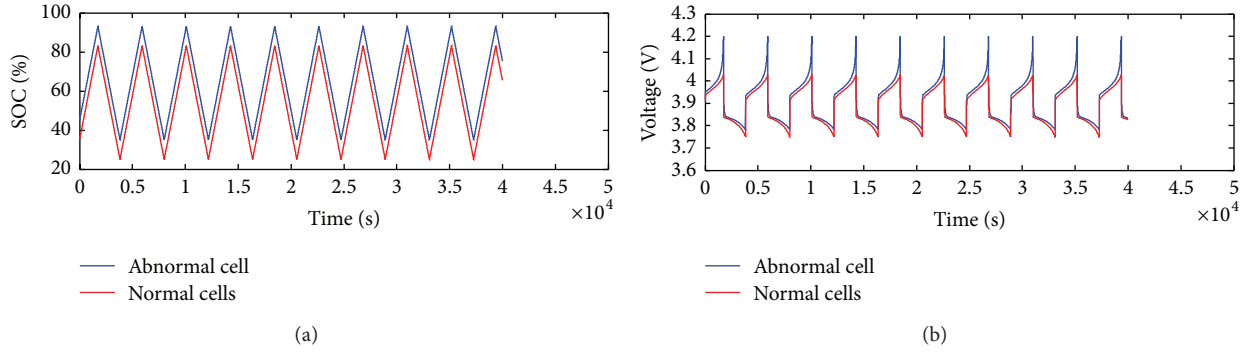 100
80
60
40
20
SOC (%)
0 0.5 1 1.5 2 2.5 3 3.5 4 4.5 5
×10^4
Time (s)
Abnormal cell
Normal cells
(a)
4.3
4.2
4.1
4
3.9
3.8
3.7
3.6
Voltage (V)
0 0.5 1 1.5 2 2.5 3 3.5 4 4.5 5
×10^4
Time (s)
Abnormal cell
Normal cells
(b)